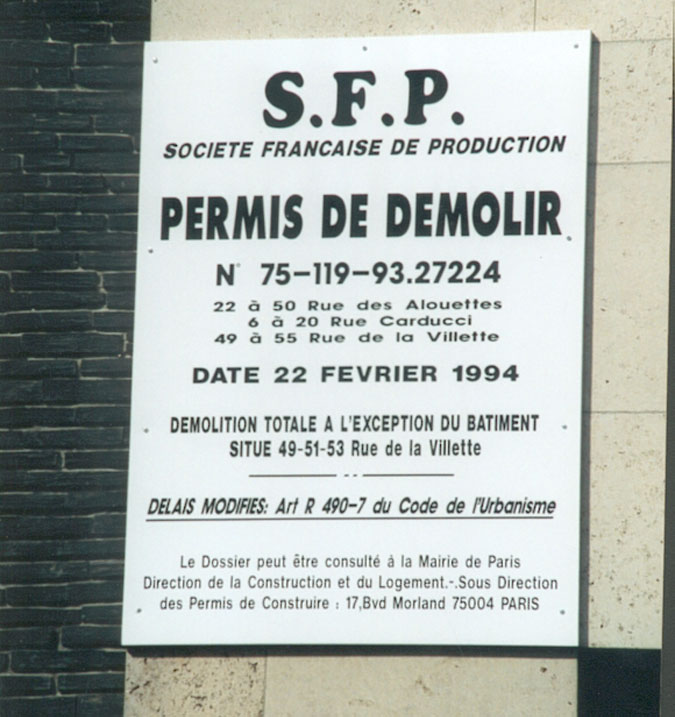 S.F.P.
SOCIETE FRANCAISE DE PRODUCTION
PERMIS DE DEMOLIR
N° 75-119-93.27224
22 à 50 Rue des Alouettes
6 à 20 Rue Carducci
49 à 55 Rue de la Villette
DATE 22 FEVRIER 1994
DEMOLITION TOTALE A L'EXCEPTION DU BATIMENT
SITUE 49-51-53 Rue de la Villette
DELAIS MODIFIES: Art R 490-7 du Code de l'Urbanisme
Le Dossier peut être consulté à la Mairie de Paris
Direction de la Construction et du Logement.-.Sous Direction
des Permis de Construire : 17,Bvd Morland 75004 PARIS